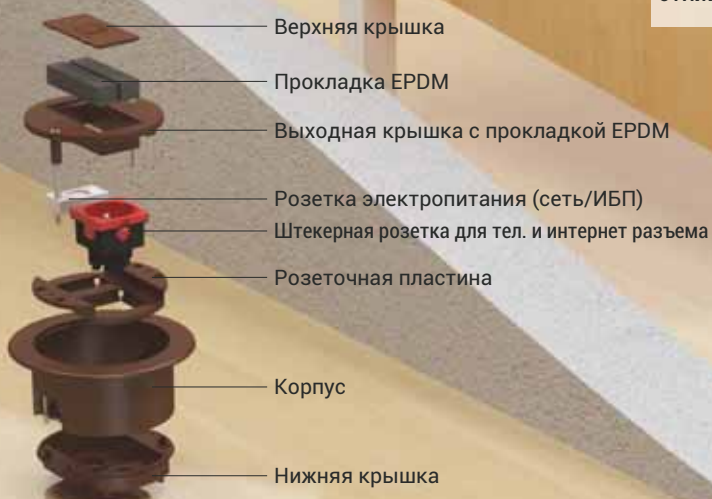 Верхняя крышка
Прокладка EPDM
Выходная крышка с прокладкой EPDM
Розетка электропитания (сеть/ИБП)
Штекерная розетка для тел. и интернет разъема
Розеточная пластина
Корпус
Нижняя крышка